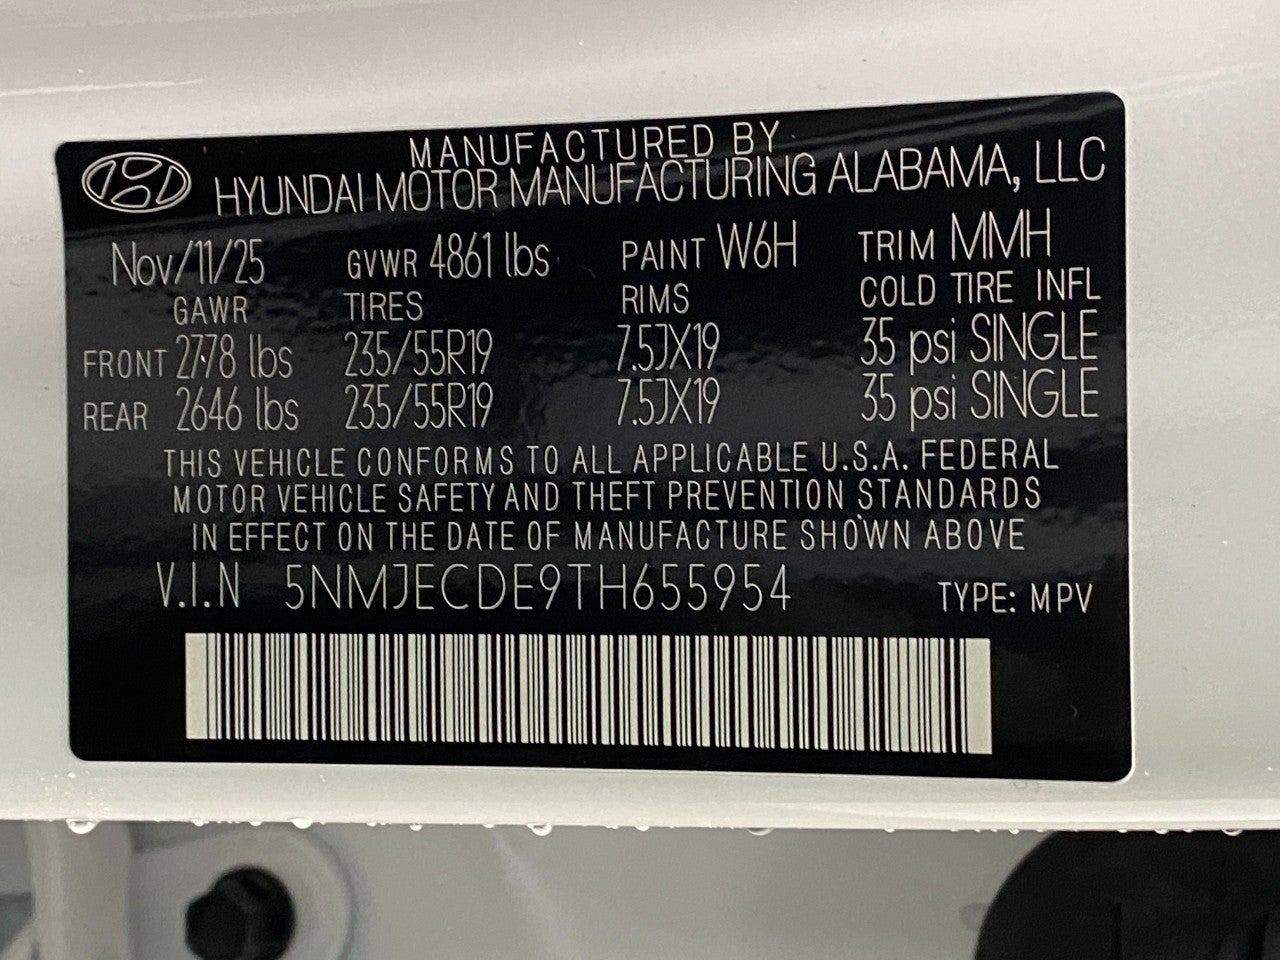 MANUFACTURED BY
HYUNDAI MOTOR MANUFACTURING ALABAMA, LLC
Nov/11/25 GVWR 4861 lbs PAINT W6H TRIM MMH
GAWR TIRES RIMS COLD TIRE INFL
FRONT 2778 lbs 235/55R19 7.5JX19 35 psi SINGLE
REAR 2646 lbs 235/55R19 7.5JX19 35 psi SINGLE
THIS VEHICLE CONFORMS TO ALL APPLICABLE U.S.A. FEDERAL
MOTOR VEHICLE SAFETY AND THEFT PREVENTION STANDARDS
IN EFFECT ON THE DATE OF MANUFACTURE SHOWN ABOVE
V.I.N 5NMJECDE9TH655954 TYPE: MPV